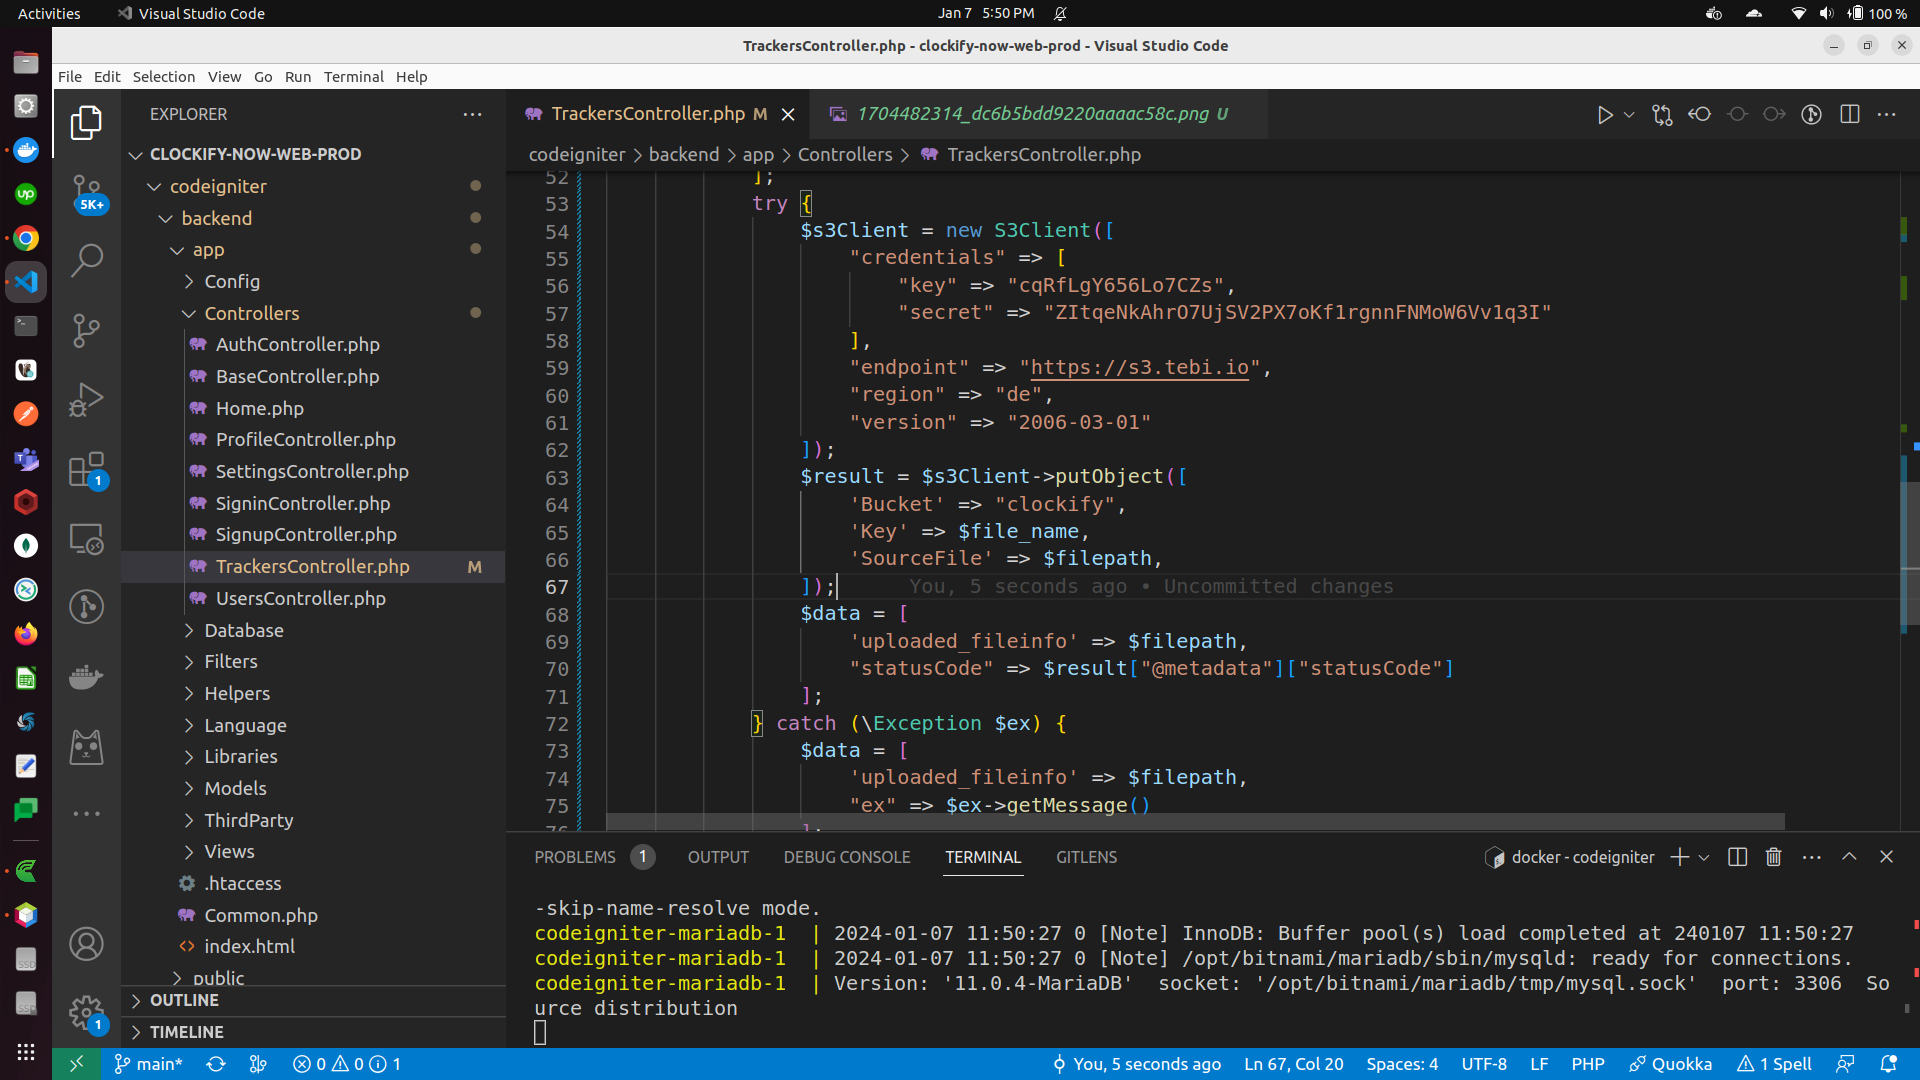 Activities
Visual Studio Code
Jan 7 5:50 PM
100 %
TrackersController.php - clockify-now-web-prod - Visual Studio Code
File Edit Selection View Go Run Terminal Help
EXPLORER
TrackersController.php M
1704482314_dc6b5bdd9220aaaac58c.png U
CLOCKIFY-NOW-WEB-PROD
codeigniter
backend
app
Config
Controllers
AuthController.php
BaseController.php
Home.php
ProfileController.php
SettingsController.php
SigninController.php
SignupController.php
TrackersController.php M
UsersController.php
Database
Filters
Helpers
Language
Libraries
Models
ThirdParty
Views
.htaccess
Common.php
index.html
public
OUTLINE
TIMELINE
5K+
1
1
codeigniter > backend > app > Controllers > TrackersController.php
52 ];
53 try {
54 $s3Client = new S3Client([
55 "credentials" => [
56 "key" => "cqRfLgY656Lo7CZs",
57 "secret" => "ZItqeNkAhrO7UjSV2PX7oKf1rgnnFNMoW6Vv1q3I"
58 ],
59 "endpoint" => "https://s3.tebi.io",
60 "region" => "de",
61 "version" => "2006-03-01"
62 ]);
63 $result = $s3Client->putObject([
64 'Bucket' => "clockify",
65 'Key' => $file_name,
66 'SourceFile' => $filepath,
67 ]); You, 5 seconds ago • Uncommitted changes
68 $data = [
69 'uploaded_fileinfo' => $filepath,
70 "statusCode" => $result["@metadata"]["statusCode"]
71 ];
72 } catch (\Exception $ex) {
73 $data = [
74 'uploaded_fileinfo' => $filepath,
75 "ex" => $ex->getMessage()
76 ];
PROBLEMS 1 OUTPUT DEBUG CONSOLE TERMINAL GITLENS
docker - codeigniter
-skip-name-resolve mode.
codeigniter-mariadb-1 | 2024-01-07 11:50:27 0 [Note] InnoDB: Buffer pool(s) load completed at 240107 11:50:27
codeigniter-mariadb-1 | 2024-01-07 11:50:27 0 [Note] /opt/bitnami/mariadb/sbin/mysqld: ready for connections.
codeigniter-mariadb-1 | Version: '11.0.4-MariaDB' socket: '/opt/bitnami/mariadb/tmp/mysql.sock' port: 3306 So
urce distribution
main* 0 0 1
You, 5 seconds ago Ln 67, Col 20 Spaces: 4 UTF-8 LF PHP Quokka 1 Spell